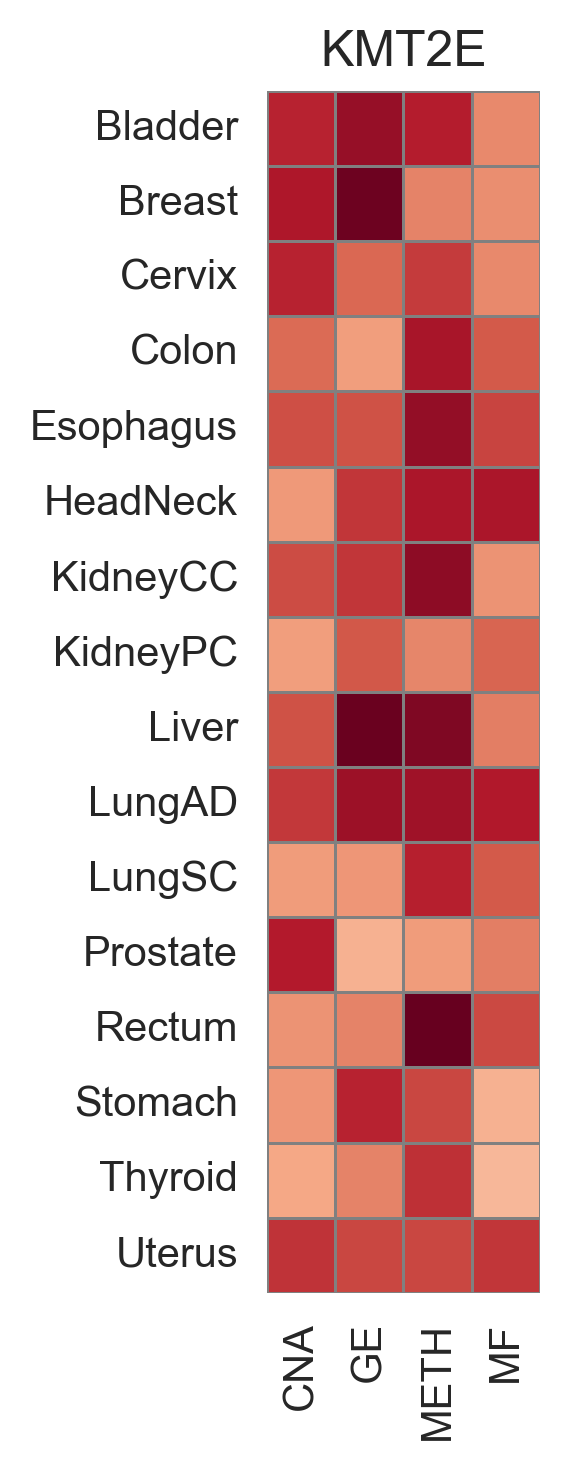 KMT2E
Bladder
Breast
Cervix
Colon
Esophagus
HeadNeck
KidneyCC
KidneyPC
Liver
LungAD
LungSC
Prostate
Rectum
Stomach
Thyroid
Uterus
CNA
GE
METH
MF